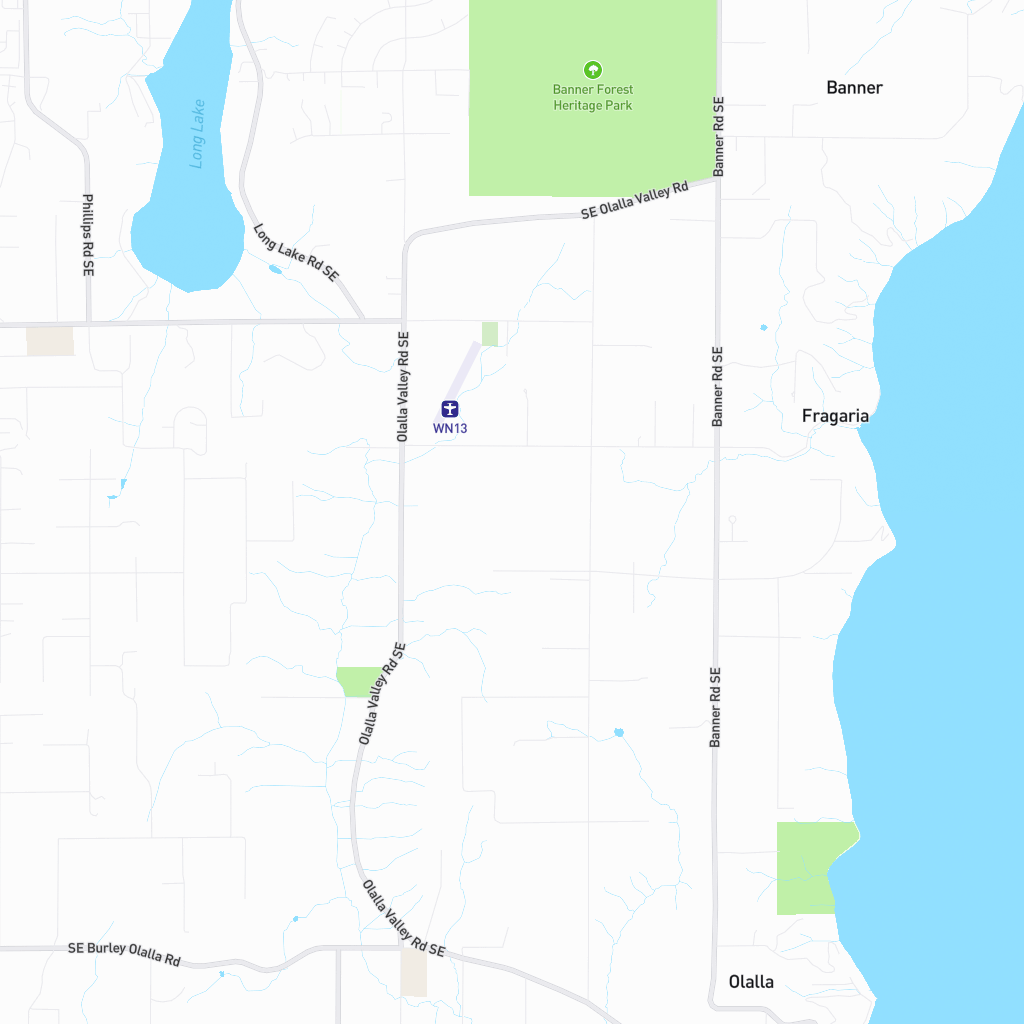 Banner Forest
Heritage Park
Banner
Long Lake
Banner Rd SE
Phillips Rd SE
SE Olalla Valley Rd
Long Lake Rd SE
Olalla Valley Rd SE
Banner Rd SE
WN13
Fragaria
Olalla Valley Rd SE
Banner Rd SE
Olalla Valley Rd SE
SE Burley Olalla Rd
Olalla